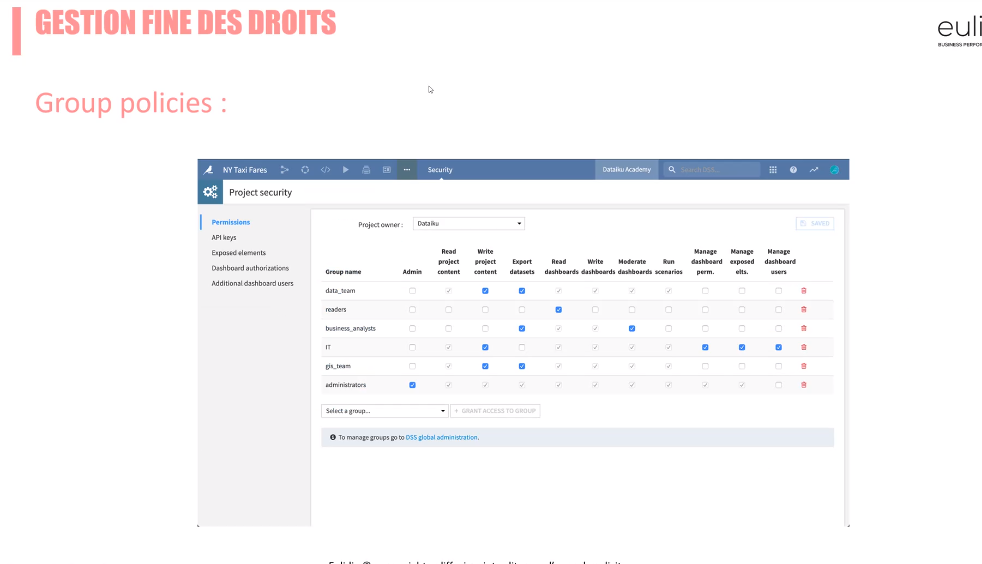 GESTION FINE DES DROITS
euli
BUSINESS PERFOR
Group policies :
NY Taxi Fares
Security
Dataiku Academy
Search DSS...
Project security
Permissions
API keys
Exposed elements
Dashboard authorizations
Additional dashboard users
Project owner : Dataiku
SAVED
Group name
Admin
Read project content
Write project content
Export datasets
Read dashboards
Write dashboards
Moderate dashboards
Run scenarios
Manage dashboard perm.
Manage exposed elts.
Manage dashboard users
data_team
readers
business_analysts
IT
gis_team
administrators
Select a group...
+ GRANT ACCESS TO GROUP
To manage groups go to DSS global administration.